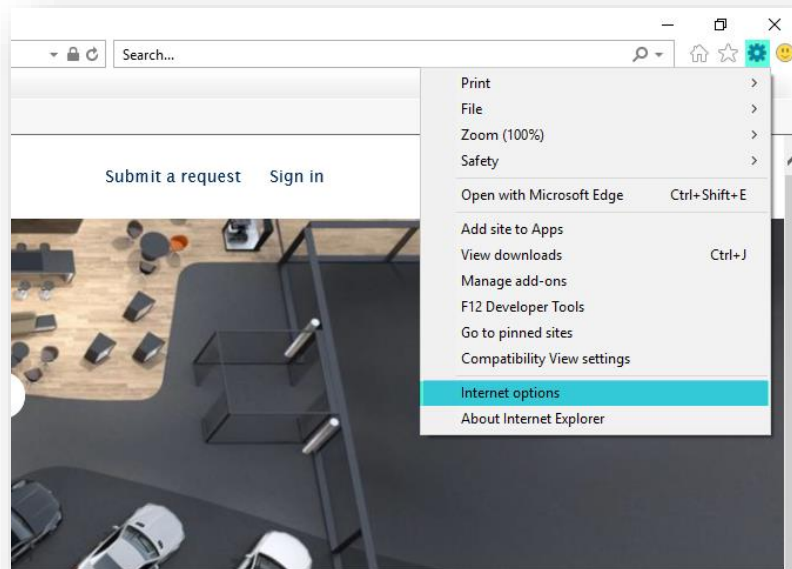 Search...
Print
File
Zoom (100%)
Safety
Open with Microsoft Edge Ctrl+Shift+E
Add site to Apps
View downloads Ctrl+J
Manage add-ons
F12 Developer Tools
Go to pinned sites
Compatibility View settings
Internet options
About Internet Explorer
Submit a request Sign in